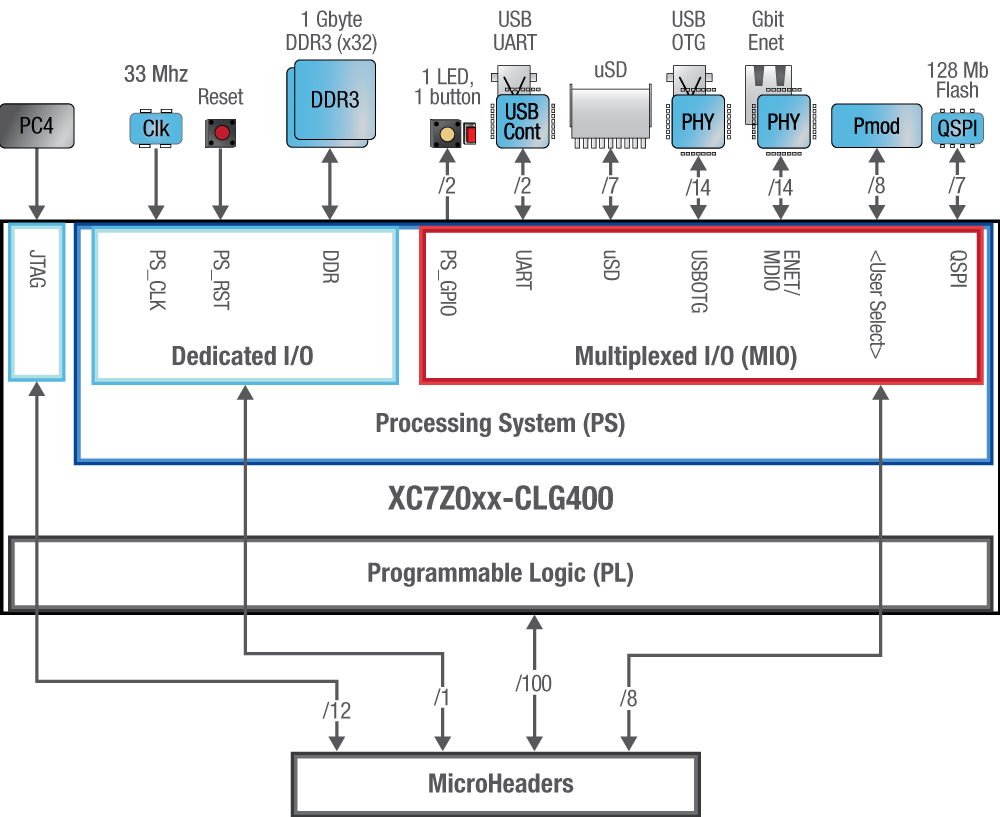 1 Gbyte
DDR3 (x32)
USB
UART
USB
OTG
Gbit
Enet
33 Mhz
Reset
1 LED,
1 button
uSD
128 Mb
Flash
PC4
Clk
DDR3
USB
Cont
PHY
PHY
Pmod
QSPI
/2
/2
/7
/14
/14
/8
/7
JTAG
PS_CLK
PS_RST
DDR
PS_GPIO
UART
uSD
USBOTG
ENET/
MDIO
<User Select>
QSPI
Dedicated I/O
Multiplexed I/O (MIO)
Processing System (PS)
XC7Z0xx-CLG400
Programmable Logic (PL)
/12
/1
/100
/8
MicroHeaders